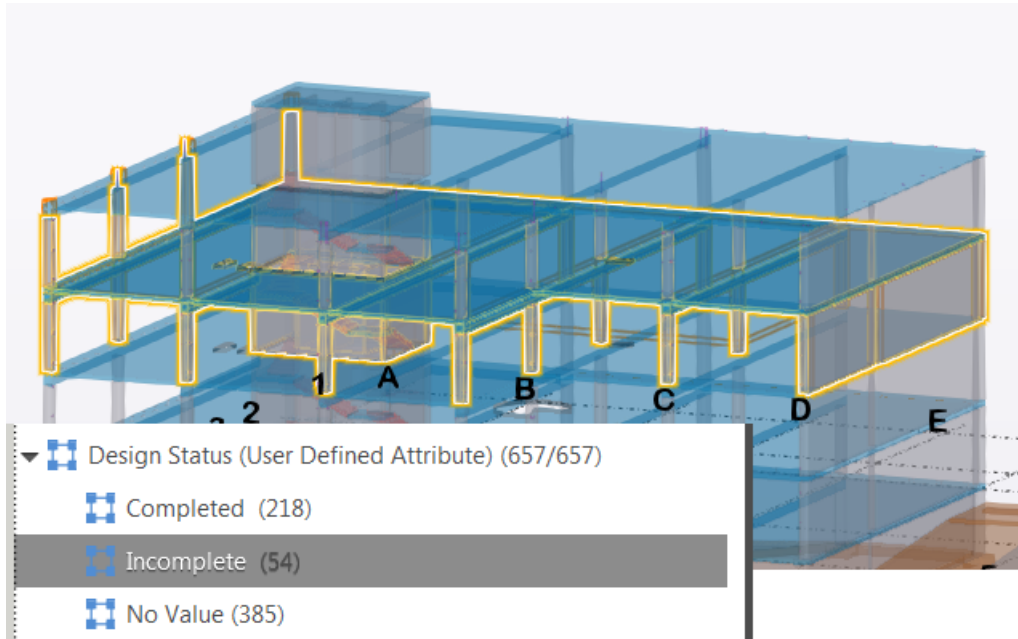 1
A
B
C
D
E
2
Design Status (User Defined Attribute) (657/657)
Completed (218)
Incomplete (54)
No Value (385)